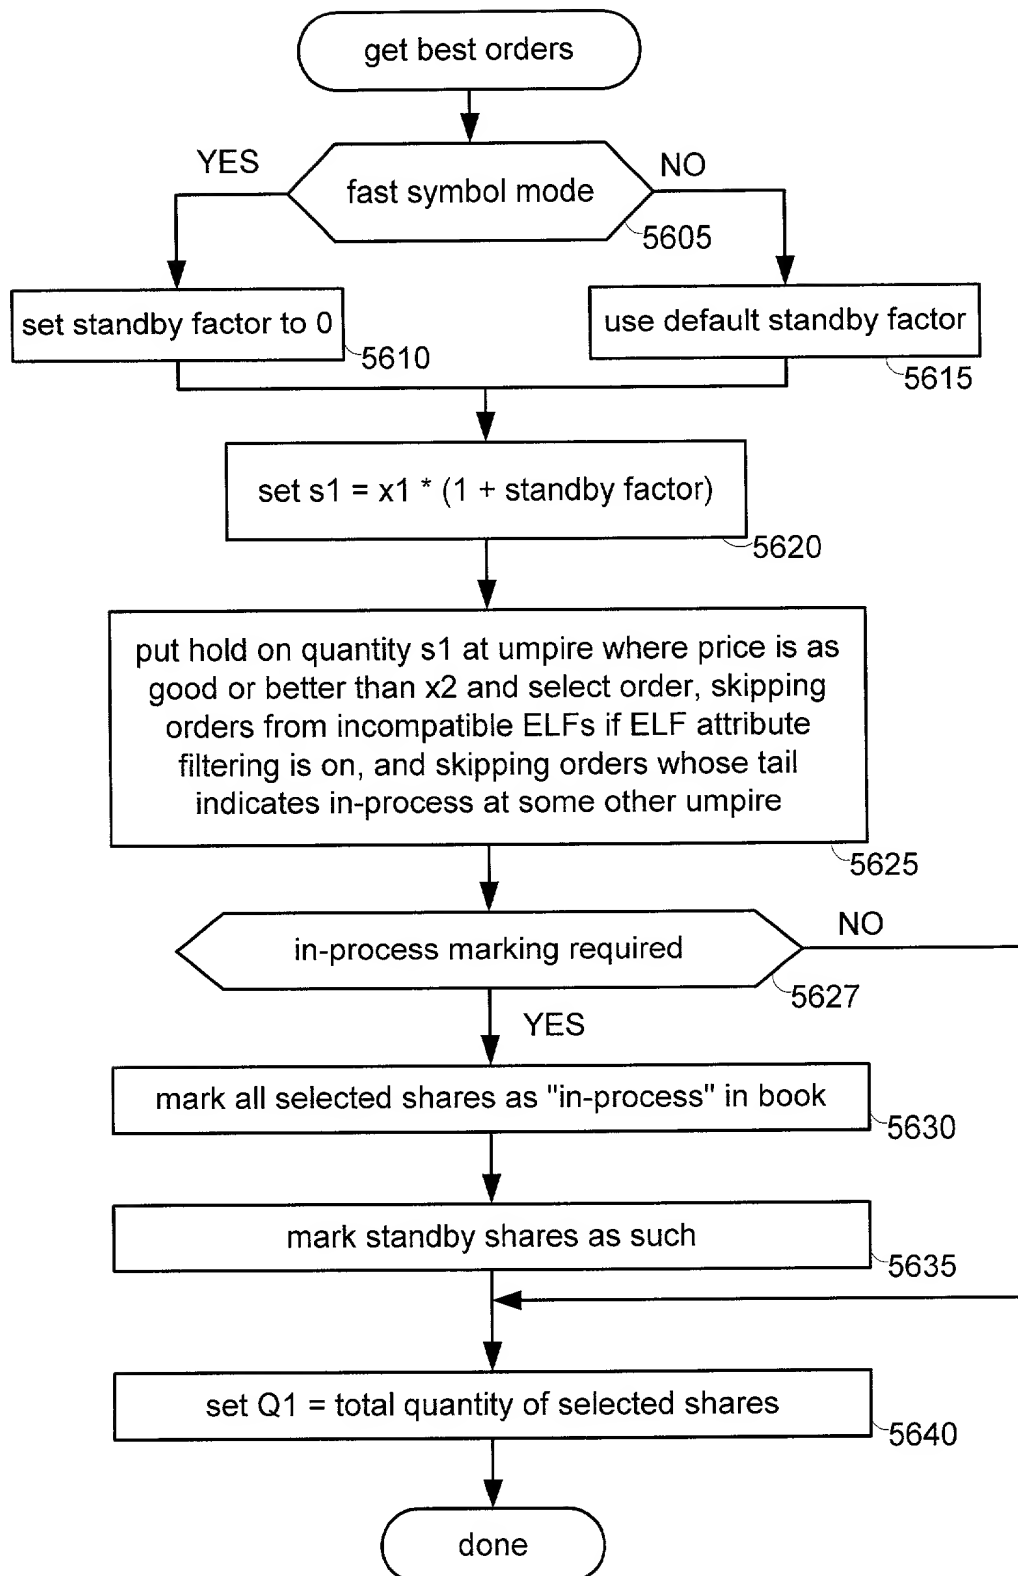 get best orders
YES
NO
fast symbol mode
5605
set standby factor to 0
5610
use default standby factor
5615
set s1 = x1 * (1 + standby factor)
5620
put hold on quantity s1 at umpire where price is as
good or better than x2 and select order, skipping
orders from incompatible ELFs if ELF attribute
filtering is on, and skipping orders whose tail
indicates in-process at some other umpire
5625
NO
in-process marking required
5627
YES
mark all selected shares as "in-process" in book
5630
mark standby shares as such
5635
set Q1 = total quantity of selected shares
5640
done